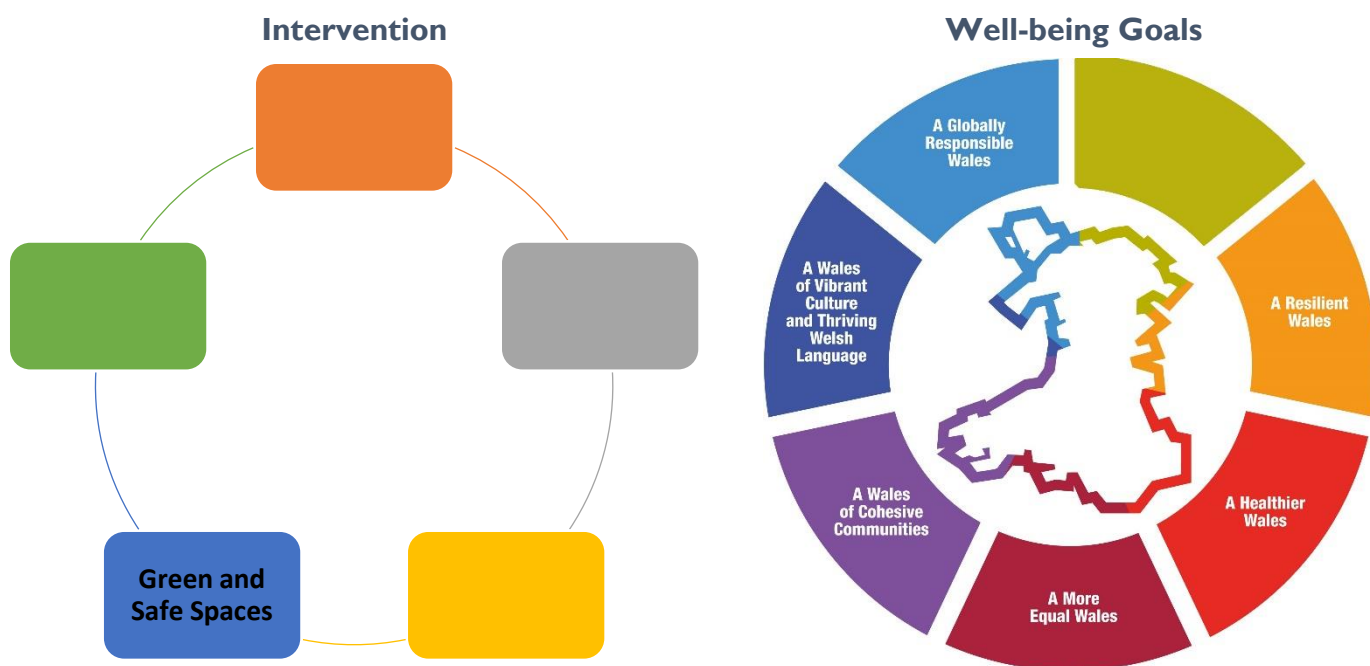 Intervention
Green and
Safe Spaces
Well-being Goals
A Globally
Responsible
Wales
A Resilient
Wales
A Healthier
Wales
A More
Equal Wales
A Wales
of Cohesive
Communities
A Wales
of Vibrant
Culture
and Thriving
Welsh
Language